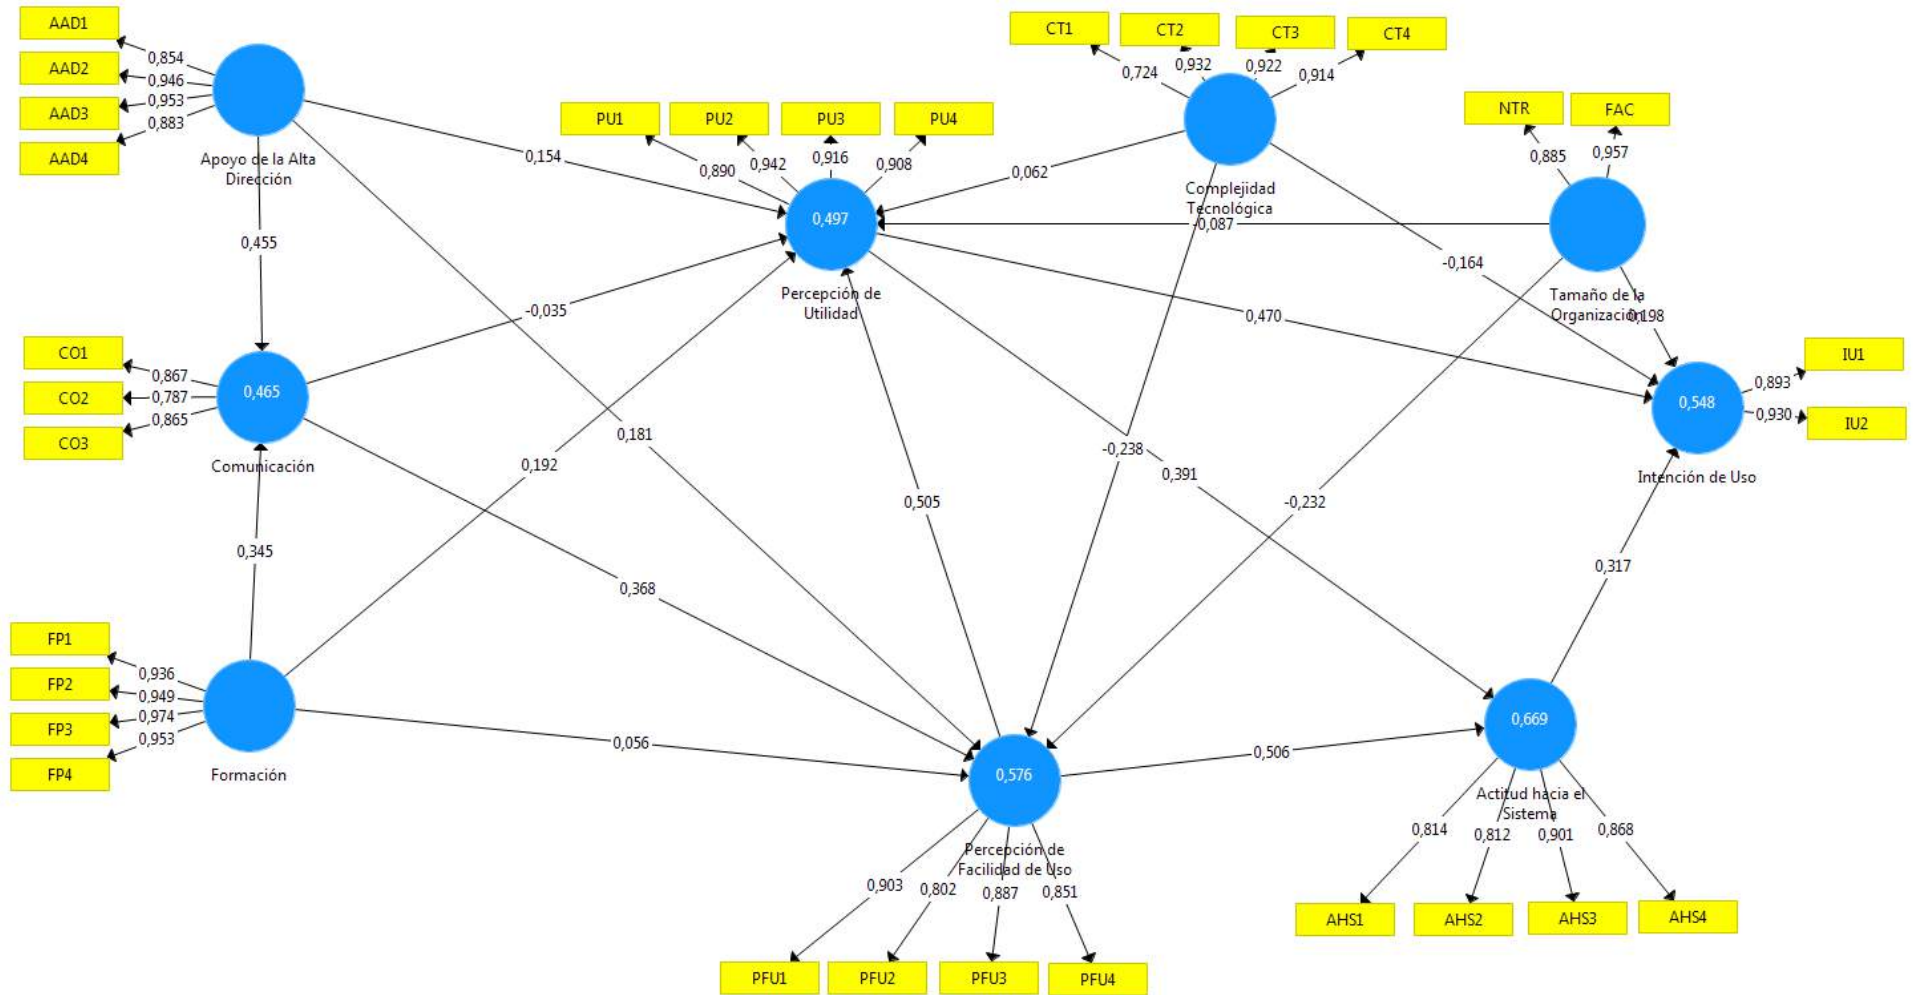 AAD1
AAD2
AAD3
AAD4
0,854
0,946
0,953
0,883
Apoyo de la Alta
Dirección
CT1
CT2
CT3
CT4
0,724
0,932
0,922
0,914
Complejidad
Tecnológica
PU1
PU2
PU3
PU4
0,890
0,942
0,916
0,908
0,497
Percepción de
Utilidad
NTR
FAC
0,885
0,957
Tamaño de la
Organización
0,154
0,062
-0,087
0,455
-0,164
0,198
-0,035
0,470
CO1
CO2
CO3
0,867
0,787
0,865
0,465
Comunicación
IU1
IU2
0,893
0,930
0,548
Intención de Uso
0,181
0,192
-0,238
0,391
0,505
-0,232
0,345
0,368
0,317
FP1
FP2
FP3
FP4
0,936
0,949
0,974
0,953
Formación
0,056
0,506
0,576
Percepción de
Facilidad de Uso
0,669
Actitud hacia el
Sistema
0,903
0,802
0,887
0,851
PFU1
PFU2
PFU3
PFU4
0,814
0,812
0,901
0,868
AHS1
AHS2
AHS3
AHS4